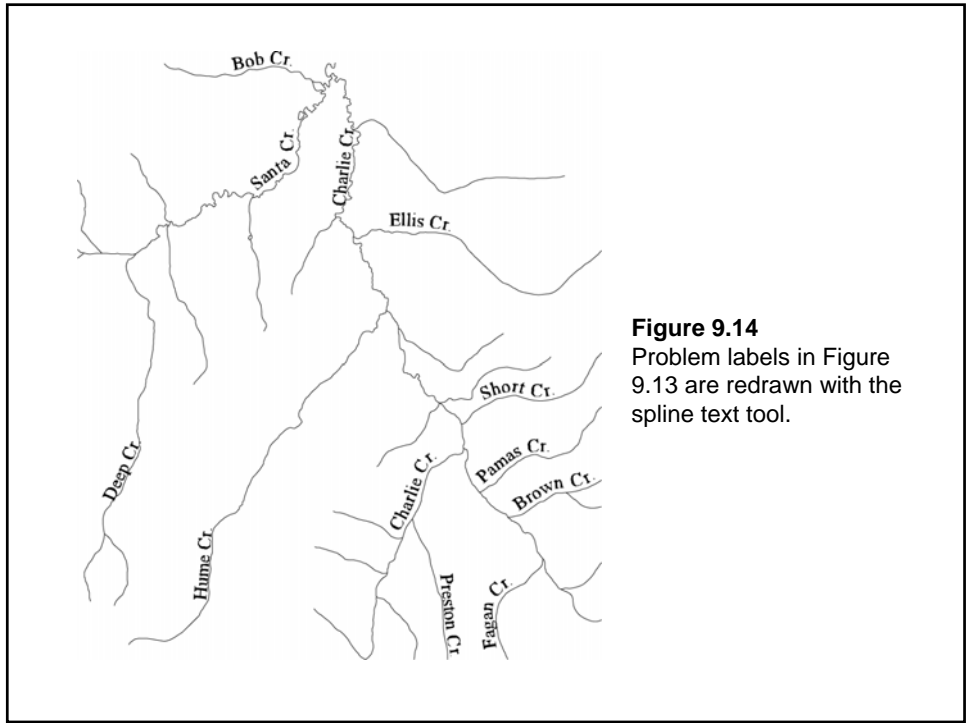 Bob Cr.
Santa Cr.
Charlie Cr.
Ellis Cr.
Short Cr.
Pamas Cr.
Brown Cr.
Charlie Cr.
Deep Cr.
Hume Cr.
Preston Cr.
Fagan Cr.
Figure 9.14
Problem labels in Figure
9.13 are redrawn with the
spline text tool.